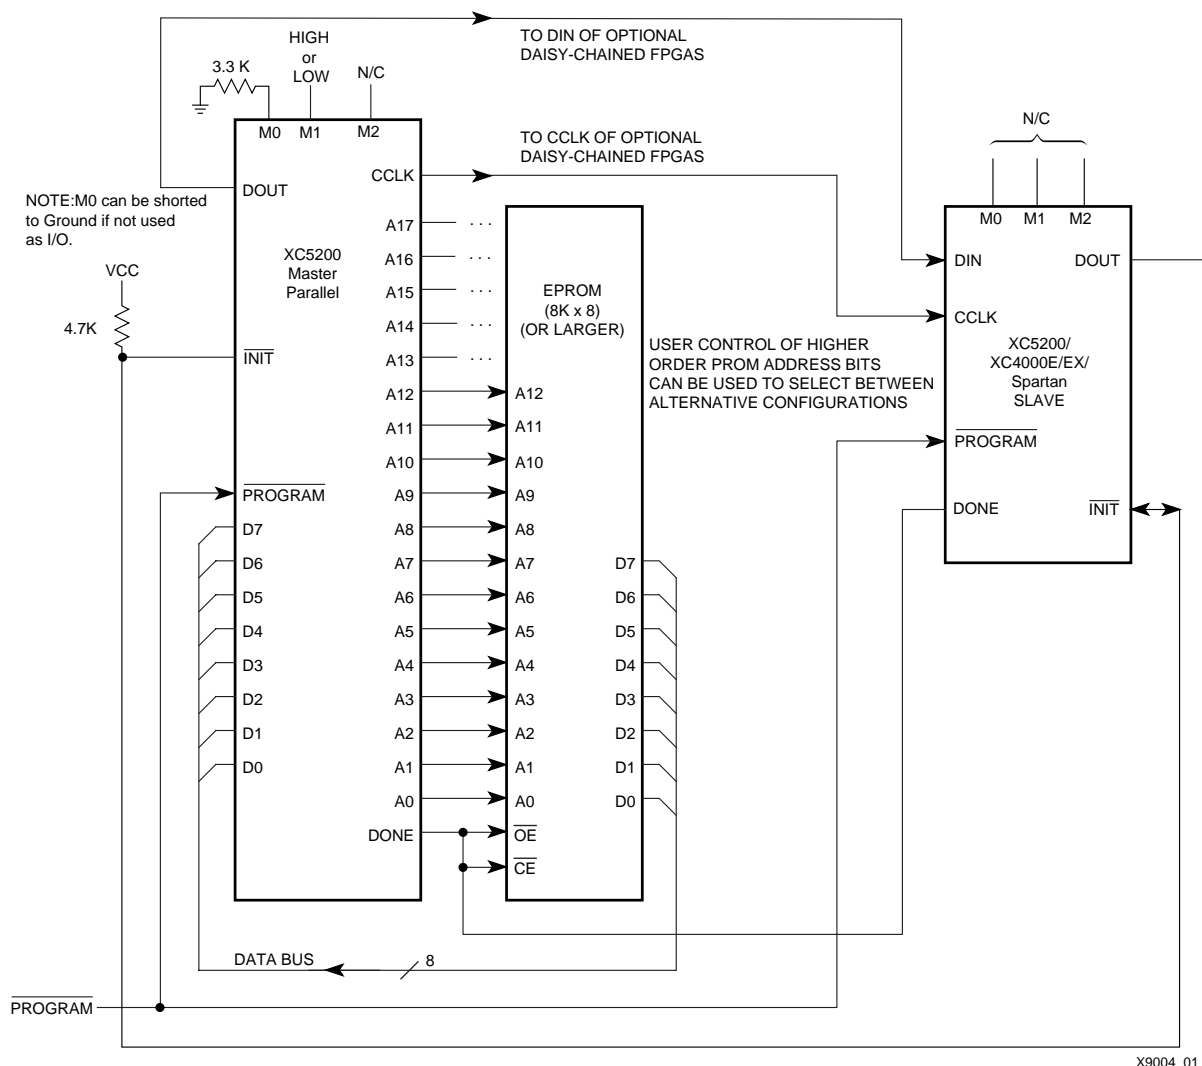 TO DIN OF OPTIONAL
DAISY-CHAINED FPGAS
HIGH
or
LOW
3.3 K
N/C
M0
M1
M2
TO CCLK OF OPTIONAL
DAISY-CHAINED FPGAS
N/C
DOUT
CCLK
NOTE:M0 can be shorted
to Ground if not used
as I/O.
VCC
4.7K
INIT
XC5200
Master
Parallel
A17
...
A16
...
A15
...
A14
...
A13
...
A12
A11
A10
A9
A8
A7
A6
A5
A4
A3
A2
A1
A0
DONE
PROGRAM
D7
D6
D5
D4
D3
D2
D1
D0
EPROM
(8K x 8)
(OR LARGER)
A12
A11
A10
A9
A8
A7
A6
A5
A4
A3
A2
A1
A0
OE
CE
D7
D6
D5
D4
D3
D2
D1
D0
USER CONTROL OF HIGHER
ORDER PROM ADDRESS BITS
CAN BE USED TO SELECT BETWEEN
ALTERNATIVE CONFIGURATIONS
M0
M1
M2
DIN
DOUT
CCLK
XC5200/
XC4000E/EX/
Spartan
SLAVE
PROGRAM
DONE
INIT
DATA BUS
8
PROGRAM
X9004_01